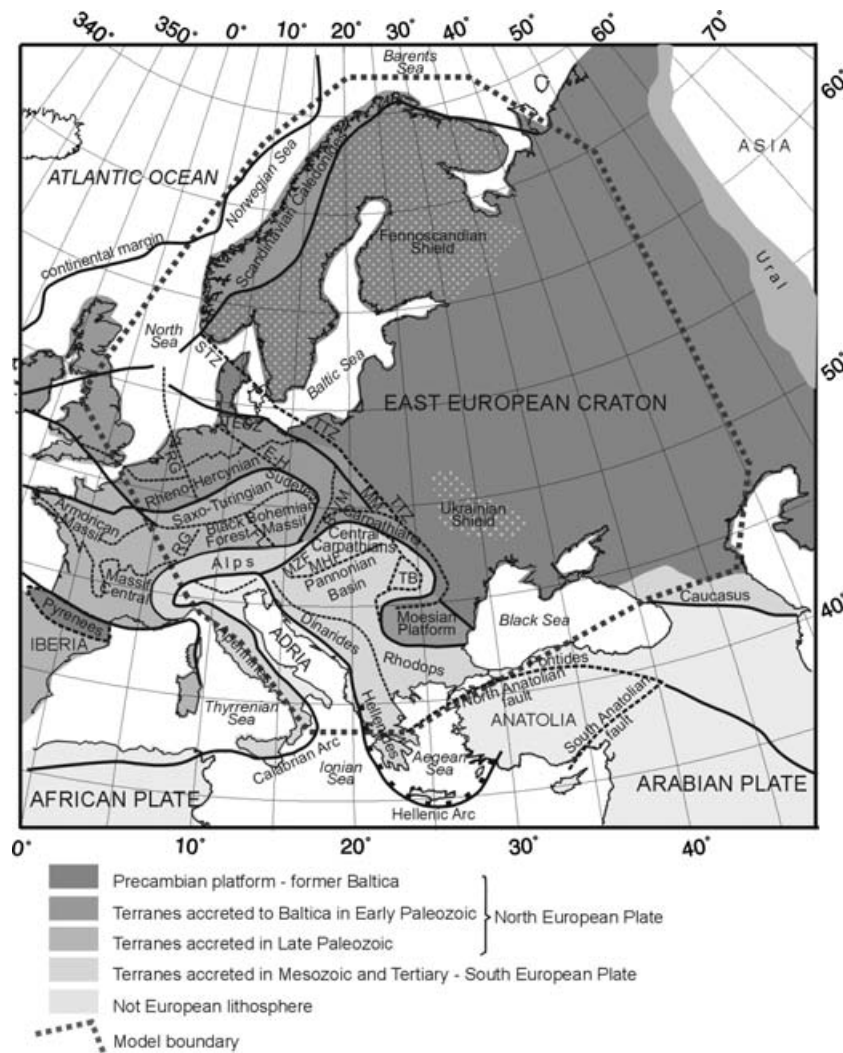 340° 350° 0° 10° 20° 30° 40° 50° 60° 70°
Barents
Sea
60°
ASIA
ATLANTIC OCEAN
Norwegian Sea
Scandinavian Caledonides
Fennoscandian
Shield
continental margin
Ural
North
Sea
STZ
Baltic Sea
50°
EAST EUROPEAN CRATON
TESZ
TTZ
RG
E-H
Rheno-Hercynian
Sudetes
Saxo-Turingian
Armorican
Massif
Black
Forest
Bohemian
Massif
RG
Ukrainian
Shield
Carpathians
Central
Carpathians
Alps
MZF
MHF
Pannonian
Basin
TB
Massif
Central
Moesian
Platform
Black Sea
Caucasus
40°
Pyrenees
IBERIA
ADRIA
Dinarides
Rhodops
Apennines
Pontides
North Anatolian
fault
ANATOLIA
South Anatolian
fault
Thyrrenian
Sea
Hellenides
Aegean
Sea
Calabrian Arc
Ionian
Sea
AFRICAN PLATE
ARABIAN PLATE
Hellenic Arc
0° 10° 20° 30° 40°
Precambian platform - former Baltica
Terranes accreted to Baltica in Early Paleozoic
North European Plate
Terranes accreted in Late Paleozoic
Terranes accreted in Mesozoic and Tertiary - South European Plate
Not European lithosphere
Model boundary